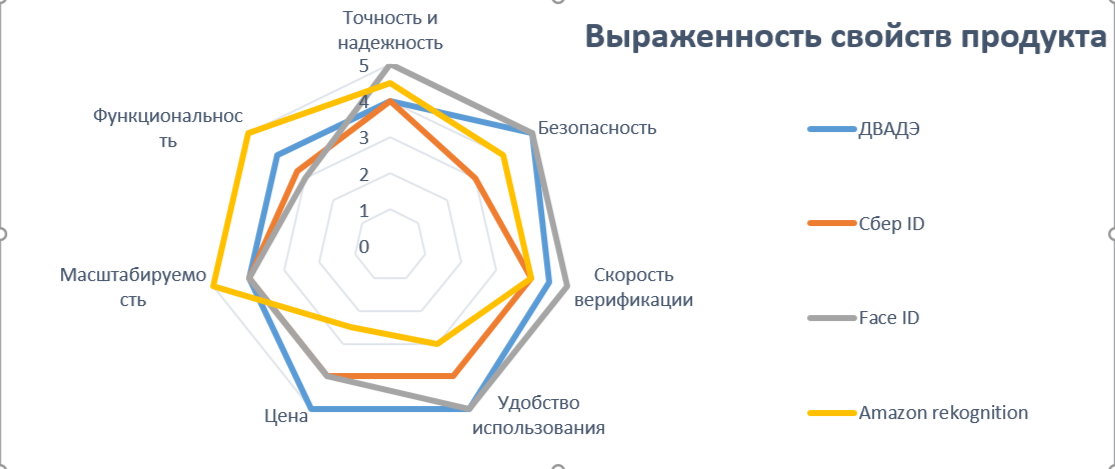 Выраженность свойств продукта
Точность и
надежность
Безопасность
Скорость
верификации
Удобство
использования
Цена
Масштабируемо
сть
Функциональнос
ть
5
4
3
2
1
0
ДВАДЭ
Сбер ID
Face ID
Amazon rekognition